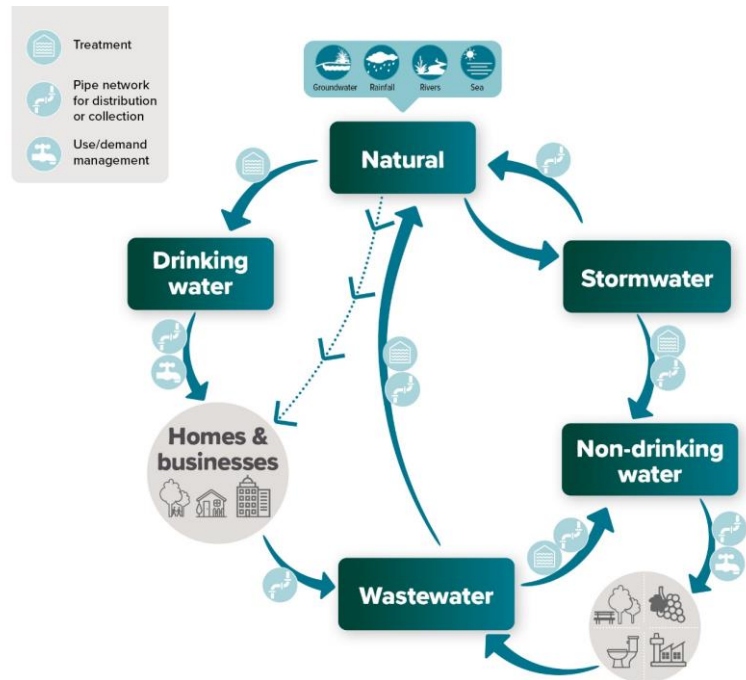 Treatment
Pipe network
for distribution
or collection
Use/demand
management
Groundwater
Rainfall
Rivers
Sea
Natural
Drinking
water
Stormwater
Homes &
businesses
Non-drinking
water
Wastewater